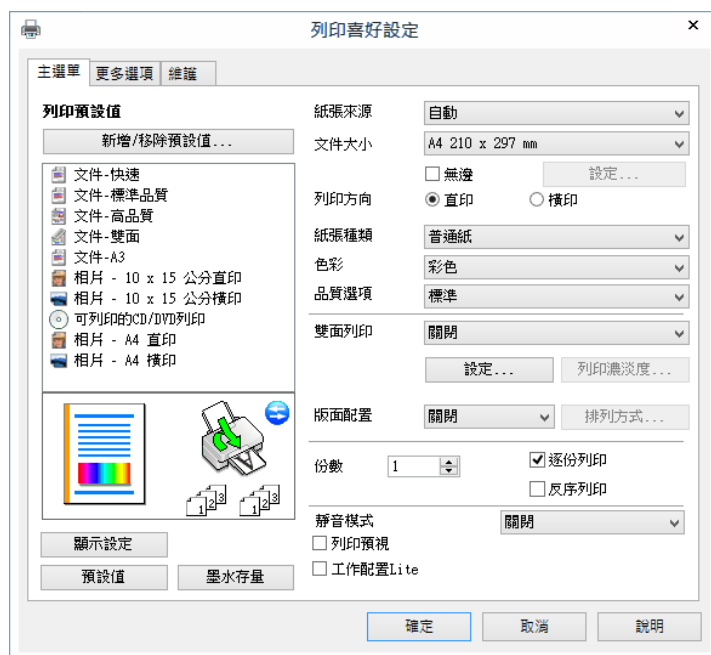 列印喜好設定
主選單 更多選項 維護
列印預設值
新增/移除預設值...
文件-快速
文件-標準品質
文件-高品質
文件-雙面
文件-A3
相片 - 10 x 15 公分直印
相片 - 10 x 15 公分橫印
可列印的CD/DVD列印
相片 - A4 直印
相片 - A4 橫印
1 2 3 1 2 3
顯示設定
預設值 墨水存量
紙張來源 自動
文件大小 A4 210 x 297 mm
無邊 設定...
列印方向 直印 橫印
紙張種類 普通紙
色彩 彩色
品質選項 標準
雙面列印 關閉
設定... 列印濃淡度...
版面配置 關閉 排列方式...
份數 1 逐份列印
反序列印
靜音模式 關閉
列印預視
工作配置Lite
確定 取消 說明